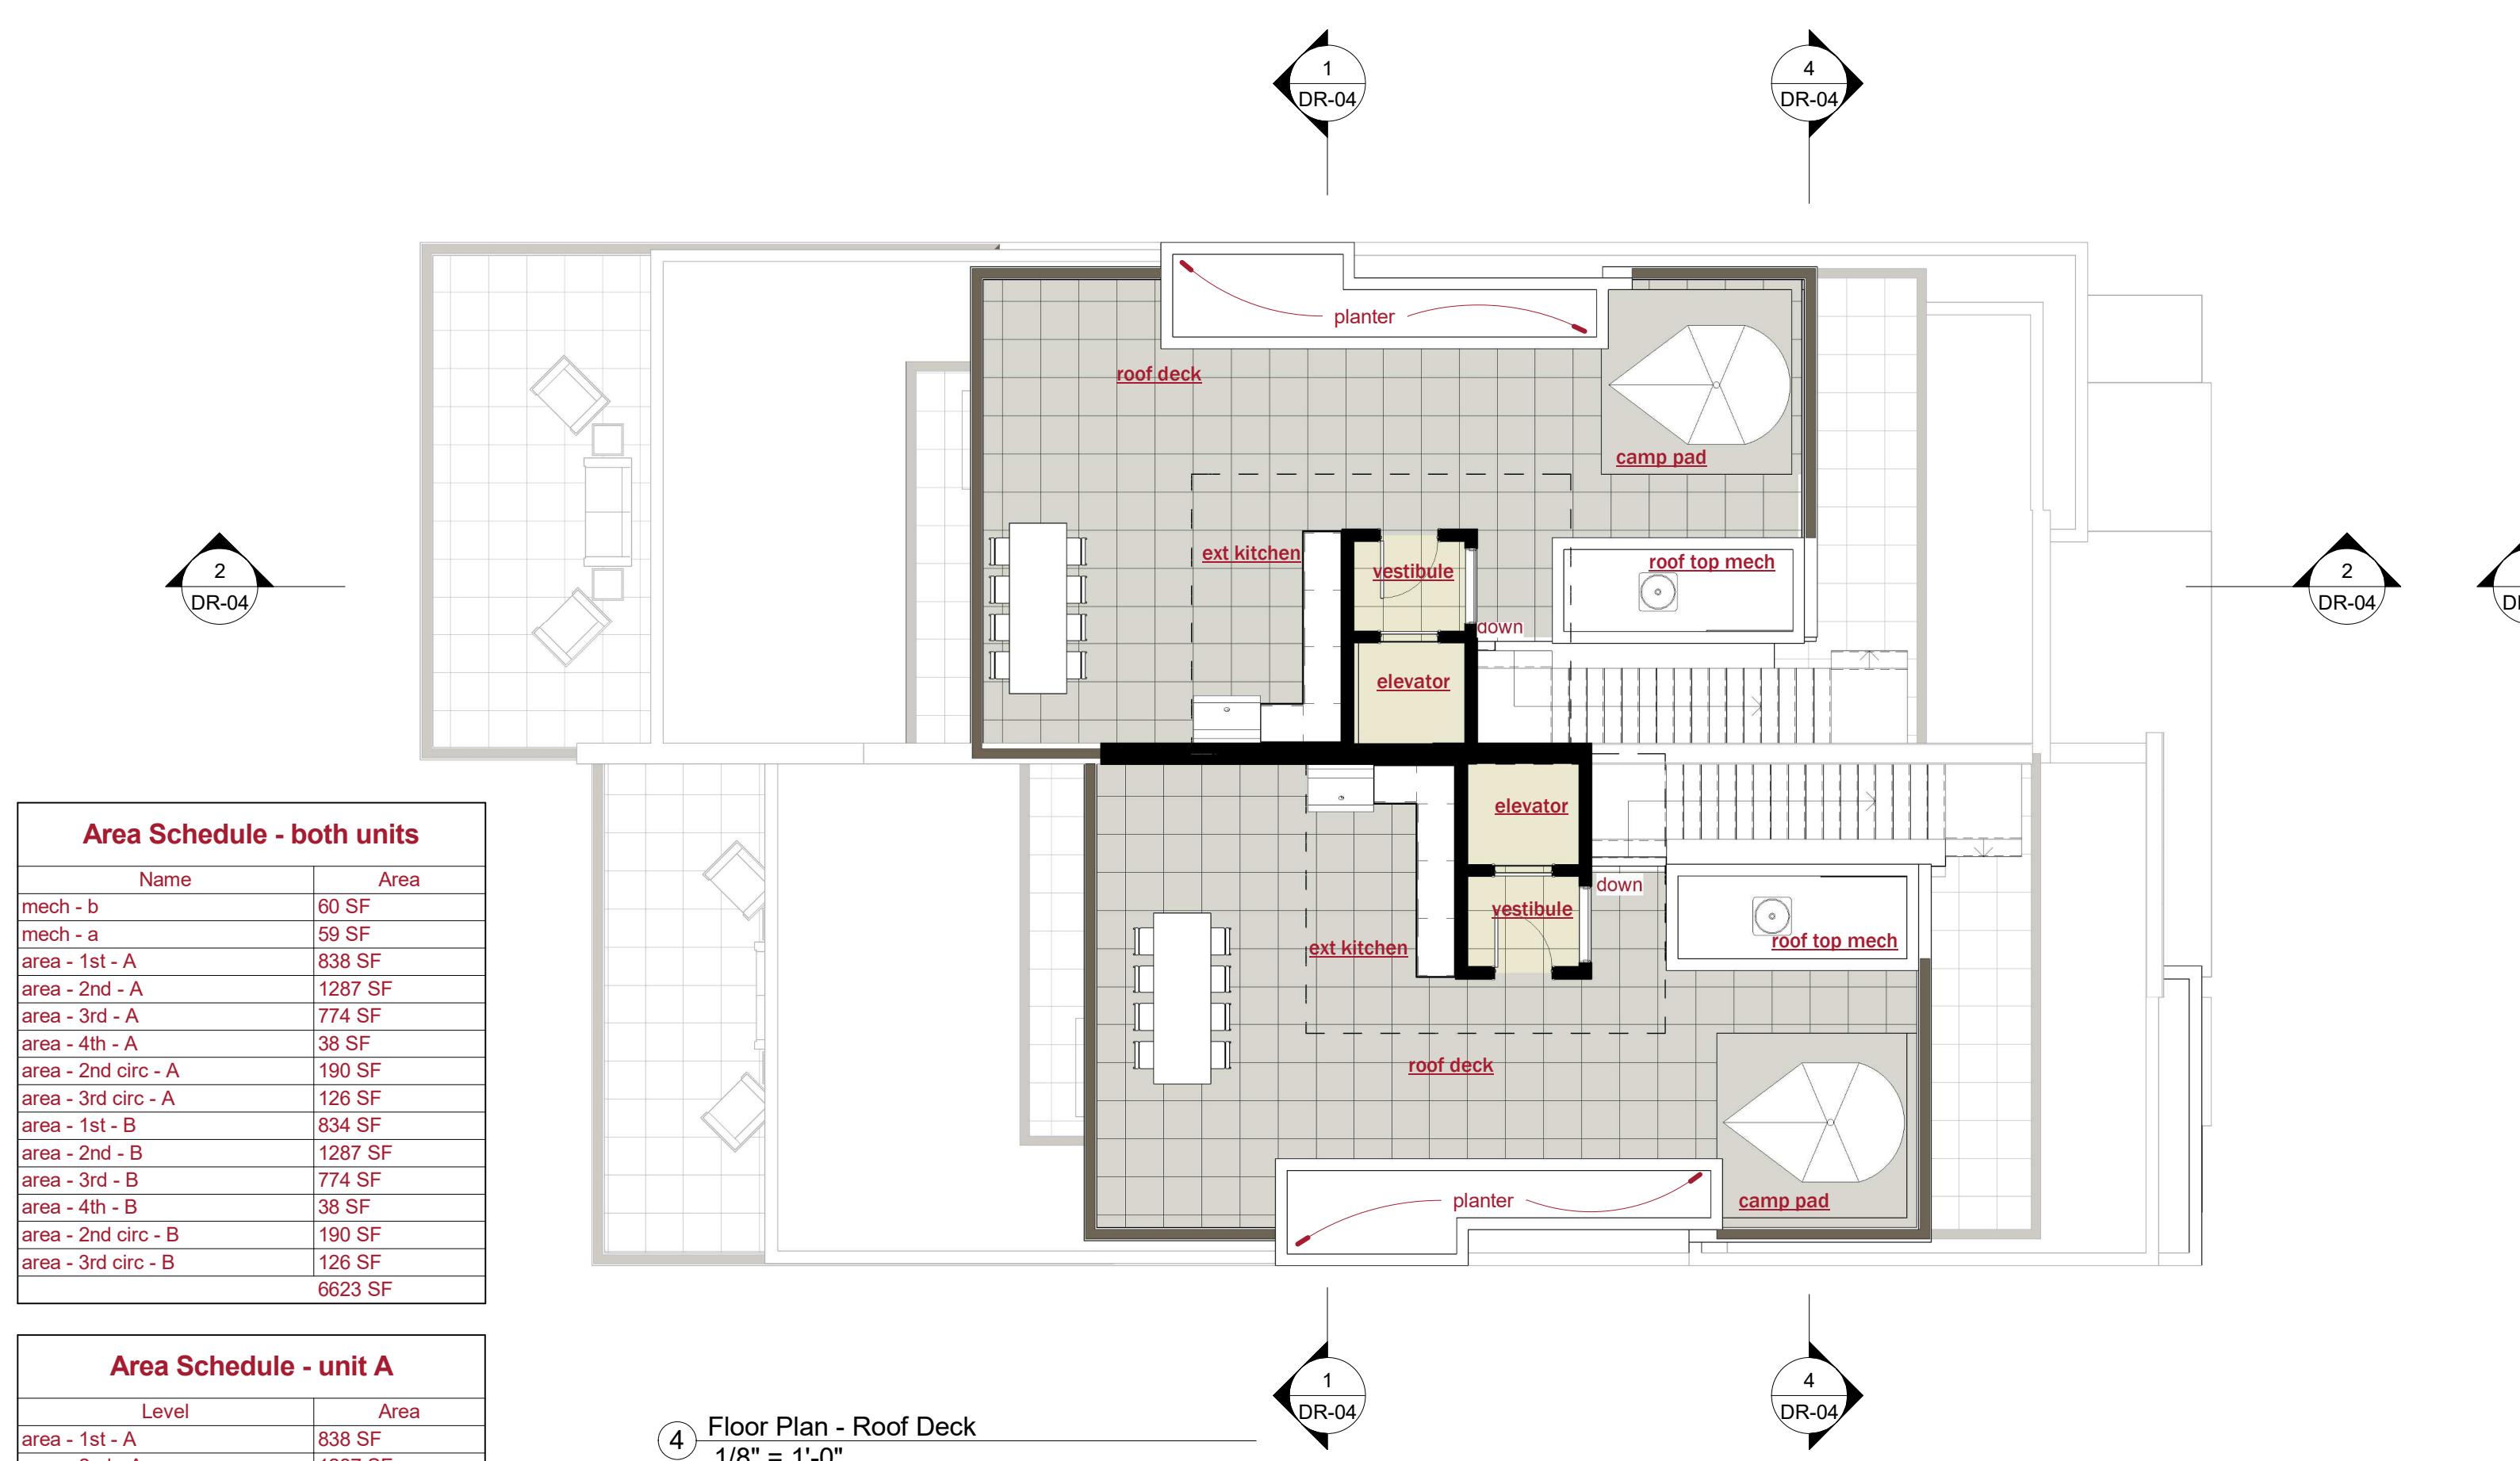 1
DR-04
4
DR-04
planter
roof deck
camp pad
ext kitchen
vestibule
roof top mech
2
DR-04
2
DR-04
down
elevator
elevator
down
vestibule
roof top mech
ext kitchen
roof deck
planter
camp pad
Area Schedule - both units
Name Area
mech - b 60 SF
mech - a 59 SF
area - 1st - A 838 SF
area - 2nd - A 1287 SF
area - 3rd - A 774 SF
area - 4th - A 38 SF
area - 2nd circ - A 190 SF
area - 3rd circ - A 126 SF
area - 1st - B 834 SF
area - 2nd - B 1287 SF
area - 3rd - B 774 SF
area - 4th - B 38 SF
area - 2nd circ - B 190 SF
area - 3rd circ - B 126 SF
6623 SF
Area Schedule - unit A
Level Area
area - 1st - A 838 SF
1
DR-04
4
DR-04
4 Floor Plan - Roof Deck
1/8" = 1'-0"